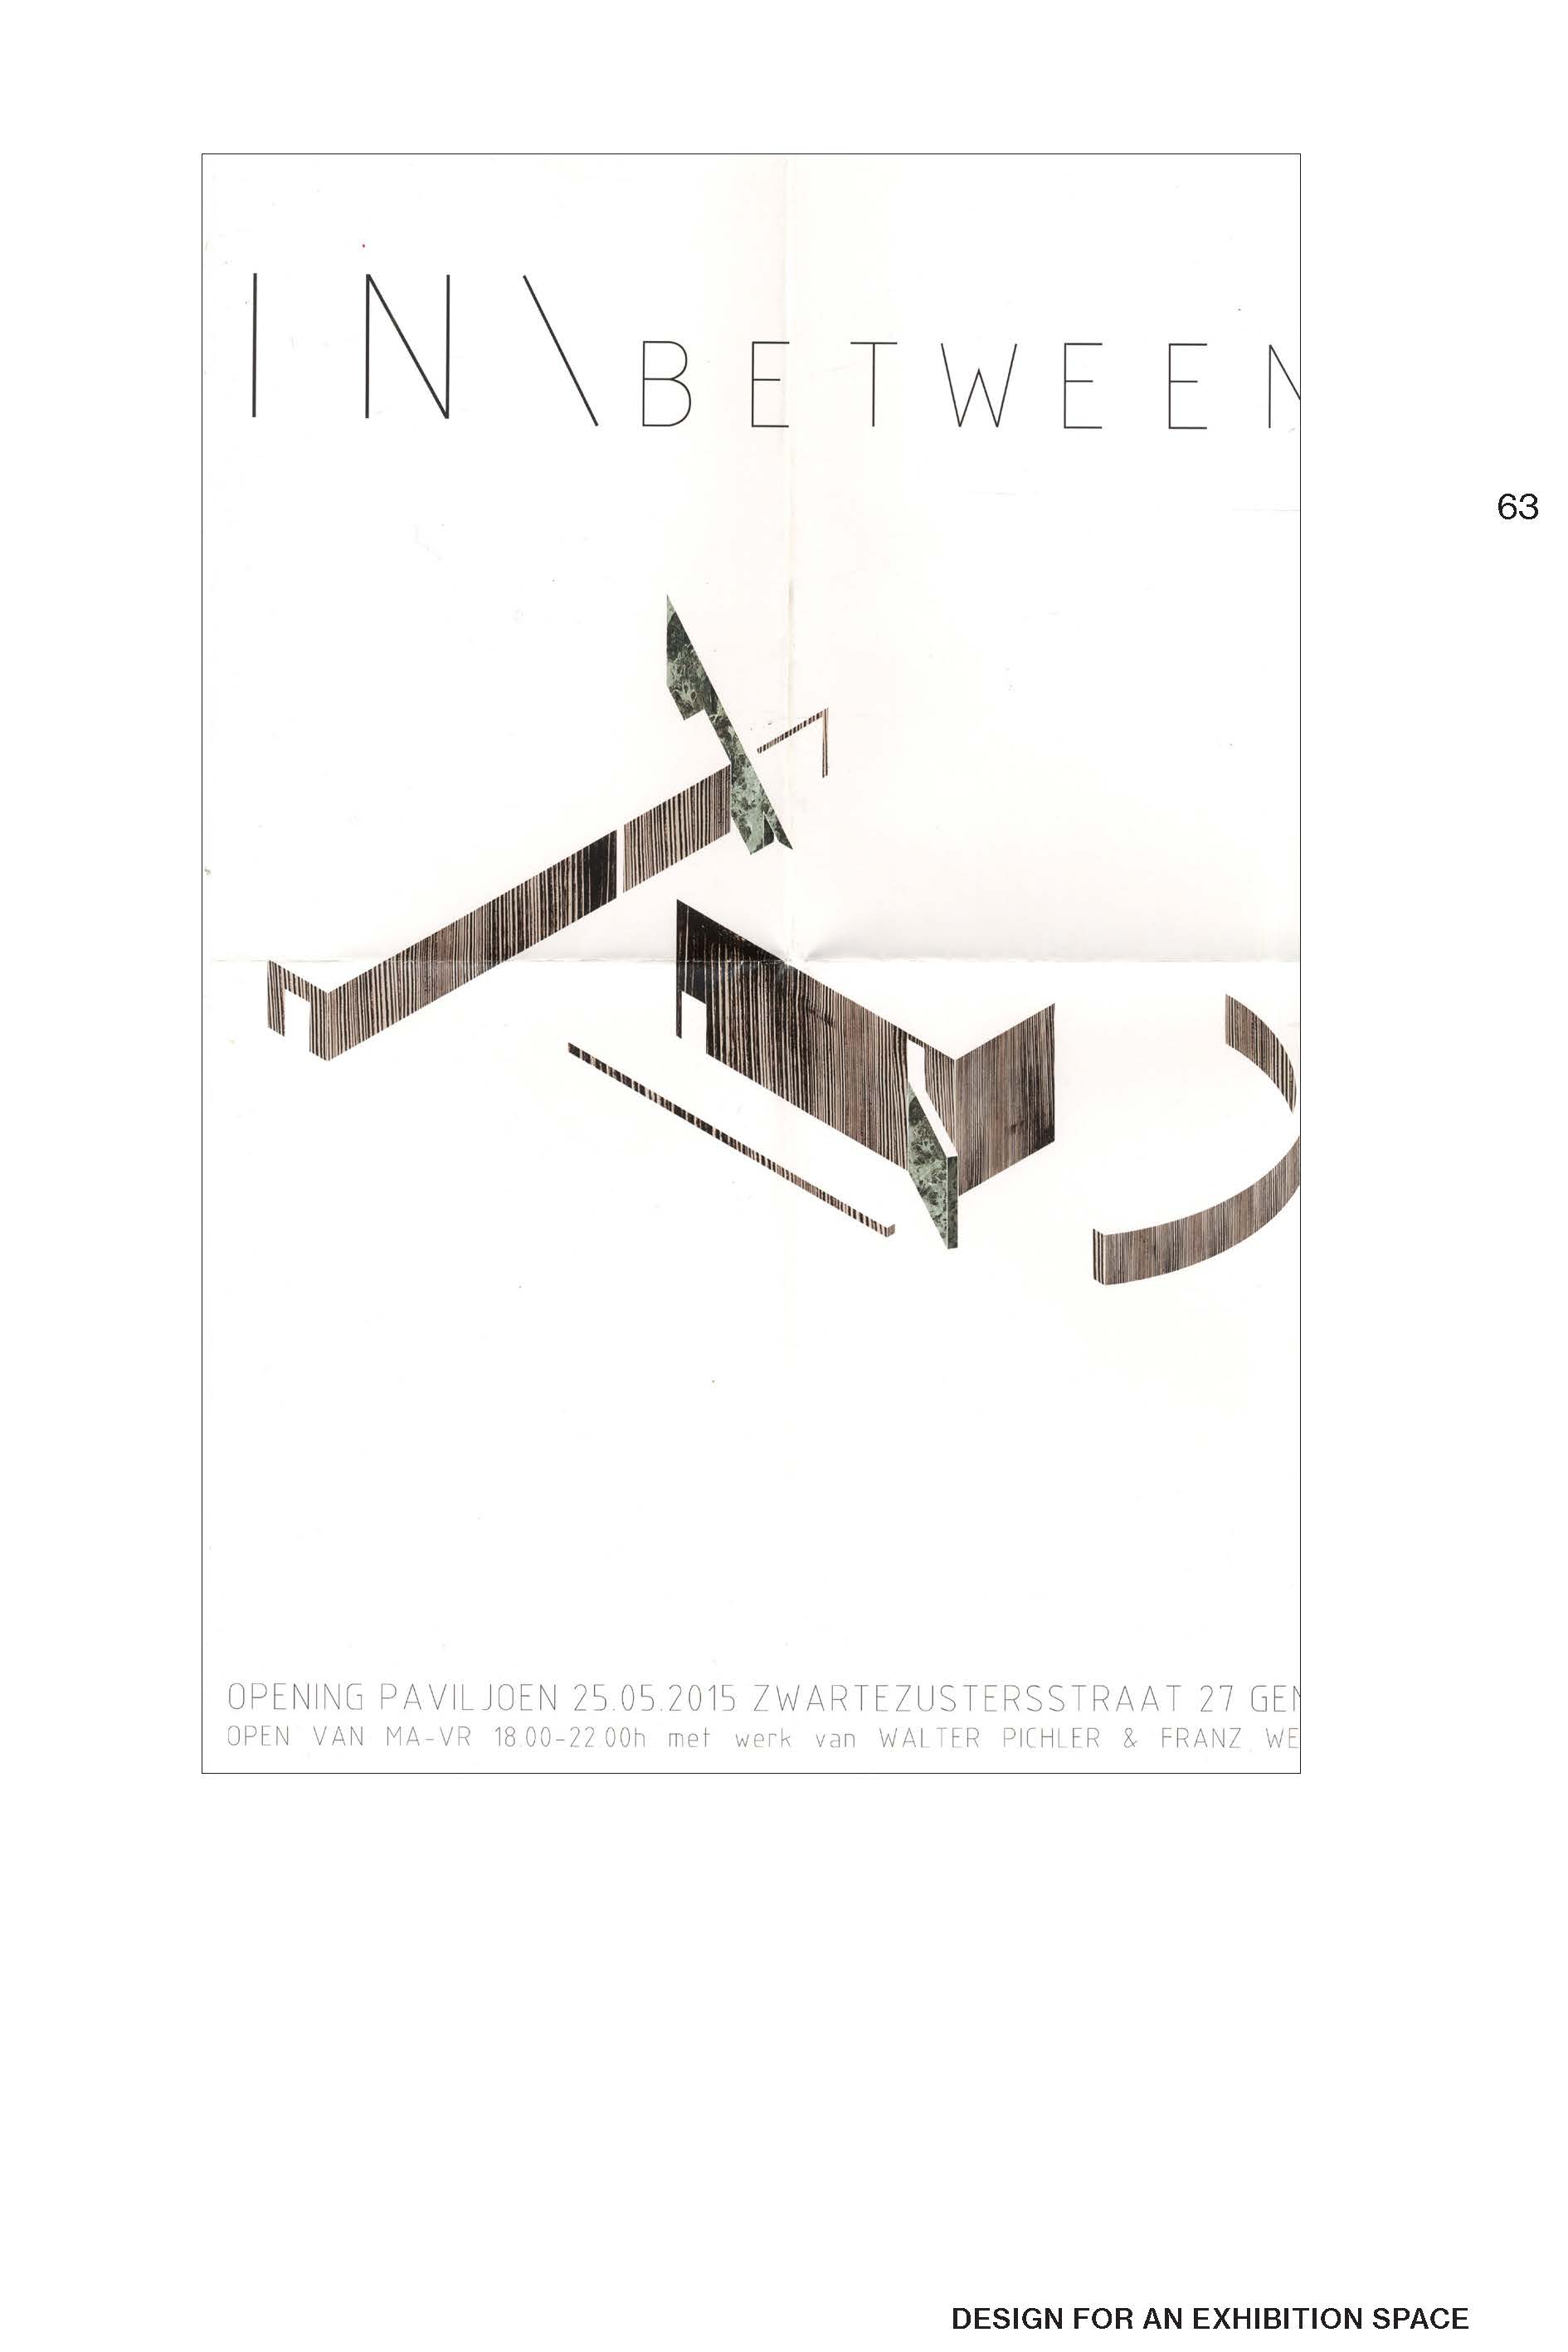 IN\BETWEEN
63
OPENING PAVILJOEN 25.05.2015 ZWARTEZUSTERSSTRAAT 27
OPEN VAN MA-VR 18.00-22.00h met werk van WALTER PICHLER & FRANZ
DESIGN FOR AN EXHIBITION SPACE